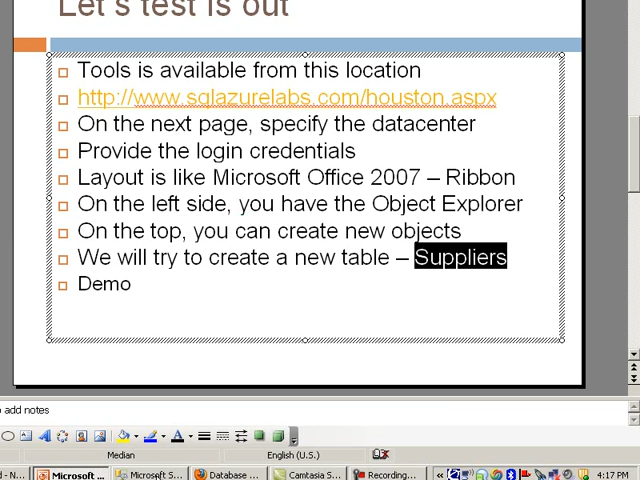 Let's test is out
Tools is available from this location
http://www.sqlazurelabs.com/houston.aspx
On the next page, specify the datacenter
Provide the login credentials
Layout is like Microsoft Office 2007 – Ribbon
On the left side, you have the Object Explorer
On the top, you can create new objects
We will try to create a new table – Suppliers
Demo
o add notes
Median English (U.S.)
d - N... Microsoft ... Microsoft S... Database ... Camtasia S... Recording... « 4:17 PM